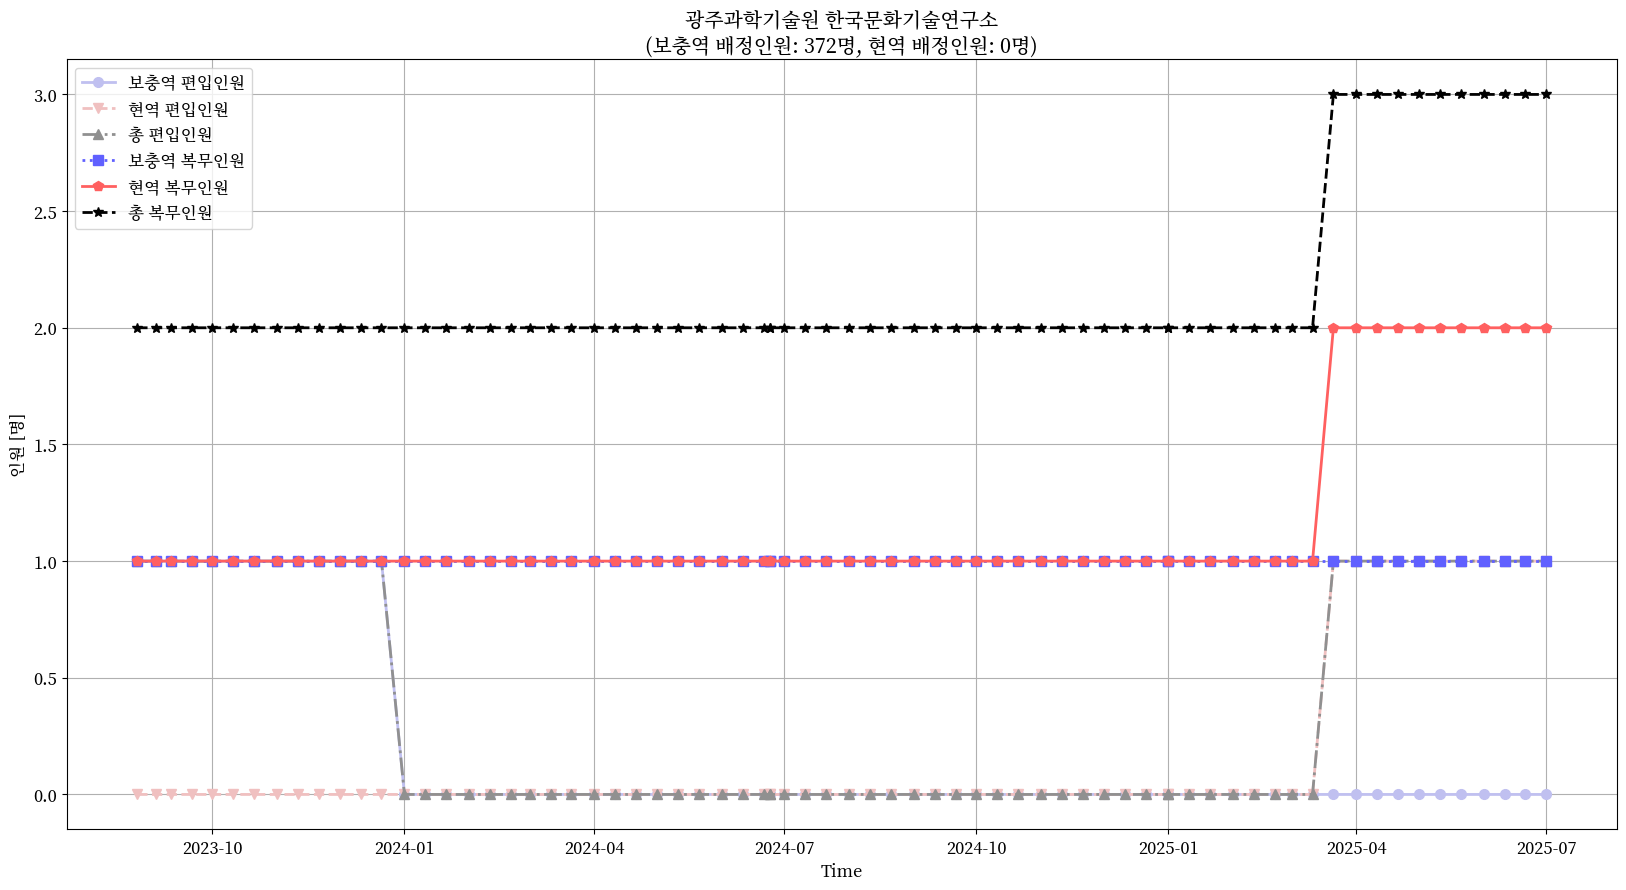 광주과학기술원 한국문화기술연구소
(보충역 배정인원: 372명, 현역 배정인원: 0명)
보충역 편입인원
현역 편입인원
총 편입인원
보충역 복무인원
현역 복무인원
총 복무인원
인원 [명]
3.0
2.5
2.0
1.5
1.0
0.5
0.0
2023-10 2024-01 2024-04 2024-07 2024-10 2025-01 2025-04 2025-07
Time